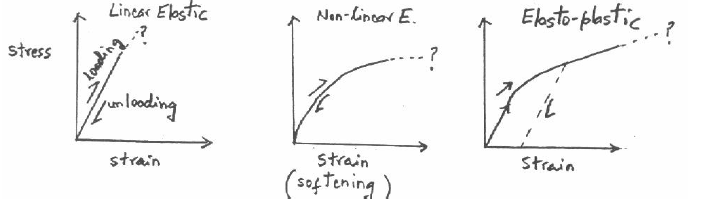 Linear Elastic
?
stress
loading
unloading
strain
Non-linear E.
?
strain
(softening)
Elasto-plastic
?
strain